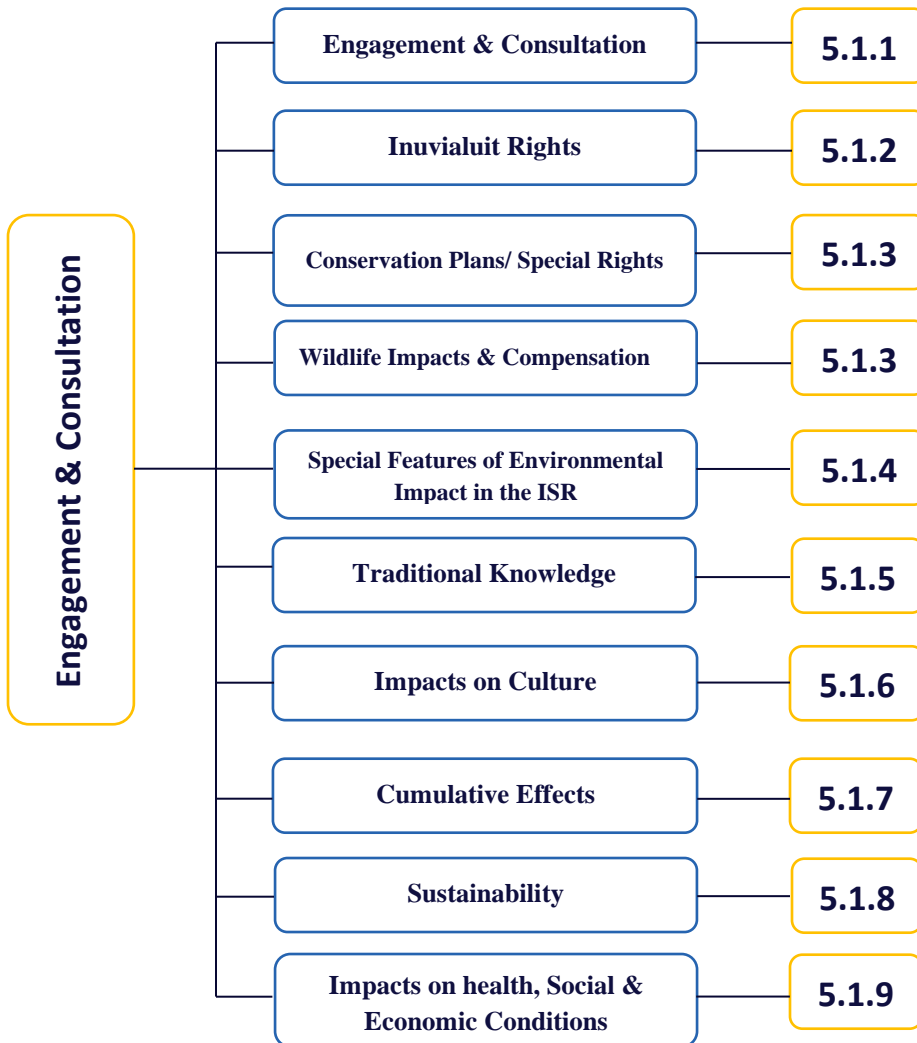 Engagement & Consultation
Engagement & Consultation
5.1.1
Inuvialuit Rights
5.1.2
Conservation Plans/ Special Rights
5.1.3
Wildlife Impacts & Compensation
5.1.3
Special Features of Environmental
Impact in the ISR
5.1.4
Traditional Knowledge
5.1.5
Impacts on Culture
5.1.6
Cumulative Effects
5.1.7
Sustainability
5.1.8
Impacts on health, Social &
Economic Conditions
5.1.9